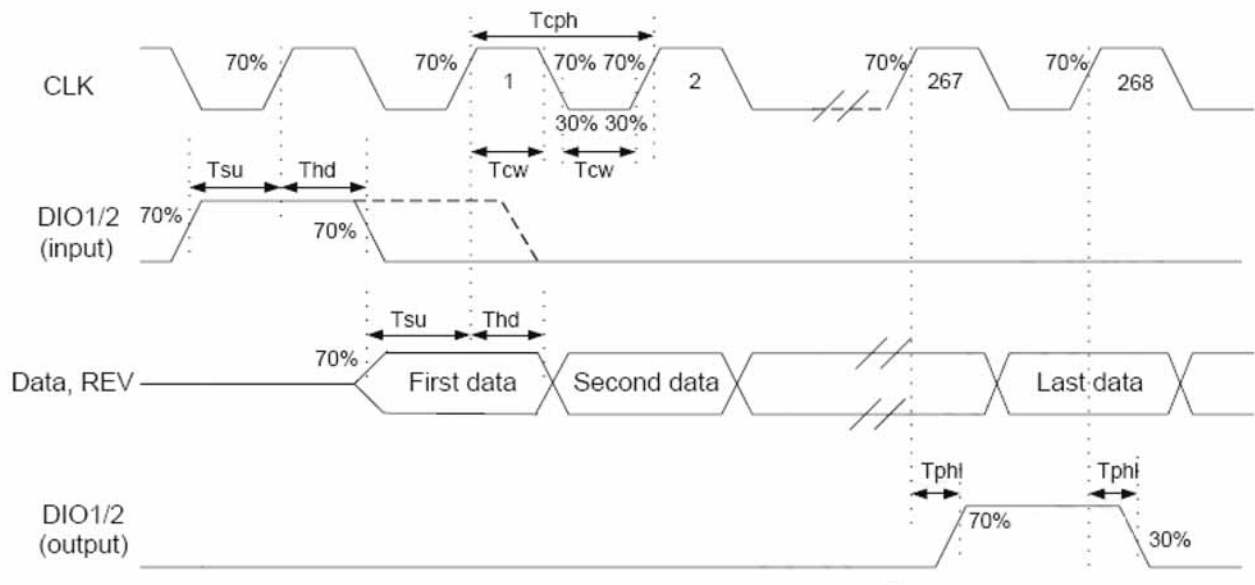 Tcph
70% 70% 70% 70% 70% 70%
CLK 1 2 267 268
30% 30%
Tsu Thd Tcw Tcw
DIO1/2 70%
(input) 70%
Tsu Thd
70%
Data, REV First data Second data Last data
Tphl Tphl
DIO1/2 70%
(output) 30%